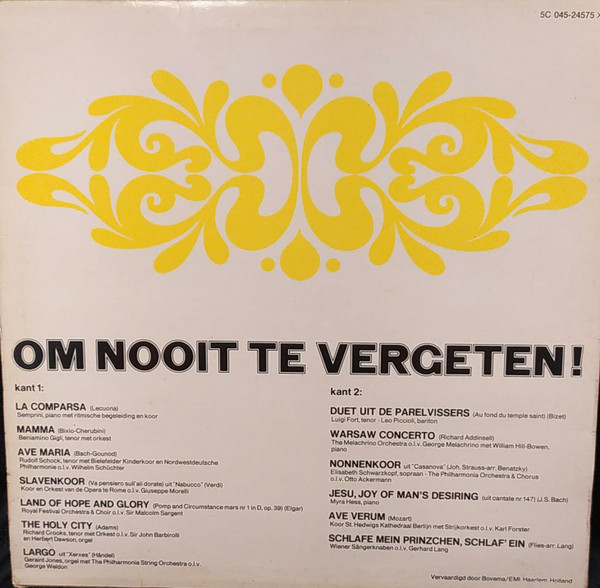 5C 045-24575
OM NOOIT TE VERGETEN!
kant 1:
LA COMPARSA (Lecuona)
Semprini, piano met ritmische begeleiding en koor
MAMMA (Bixio-Cherubini)
Beniamino Gigli, tenor met orkest
AVE MARIA (Bach-Gounod)
Rudolf Schock, tenor met Bielefelder Kinderkoor en Nordwestdeutsche
Philharmonie o.l.v. Wilhelm Schüchter
SLAVENKOOR (Va pensiero sull'ali dorate) uit "Nabucco" (Verdi)
Koor en Orkest van de Opera te Rome o.l.v. Giuseppe Morelli
LAND OF HOPE AND GLORY (Pomp and Circumstance mars nr 1 in D, op. 39) (Elgar)
Royal Festival Orchestra & Choir o.l.v. Sir Malcolm Sargent
THE HOLY CITY (Adams)
Richard Crooks, tenor met Orkest o.l.v. Sir John Barbirolli
en Herbert Dawson, orgel
LARGO uit "Xerxes" (Händel)
Geraint Jones, orgel met The Philharmonia String Orchestra o.l.v.
George Weldon
kant 2:
DUET UIT DE PARELVISSERS (Au fond du temple saint) (Bizet)
Luigi Fort, tenor - Leo Piccioli, bariton
WARSAW CONCERTO (Richard Addinsell)
The Melachrino Orchestra o.l.v. George Melachrino met William Hill-Bowen,
piano
NONNENKOOR uit "Casanova" (Joh. Strauss-arr. Benatzky)
Elisabeth Schwarzkopf, sopraan - The Philharmonia Orchestra & Chorus
o.l.v. Otto Ackermann
JESU, JOY OF MAN'S DESIRING (uit cantate nr 147) (J.S. Bach)
Myra Hess, piano
AVE VERUM (Mozart)
Koor St. Hedwigs Kathedraal Berlijn met Strijkorkest o.l.v. Karl Forster
SCHLAFE MEIN PRINZCHEN, SCHLAF' EIN (Flies-arr. Lang)
Wiener Sängerknaben o.l.v. Gerhard Lang
Vervaardigd door Bovema/EMI, Haarlem, Holland